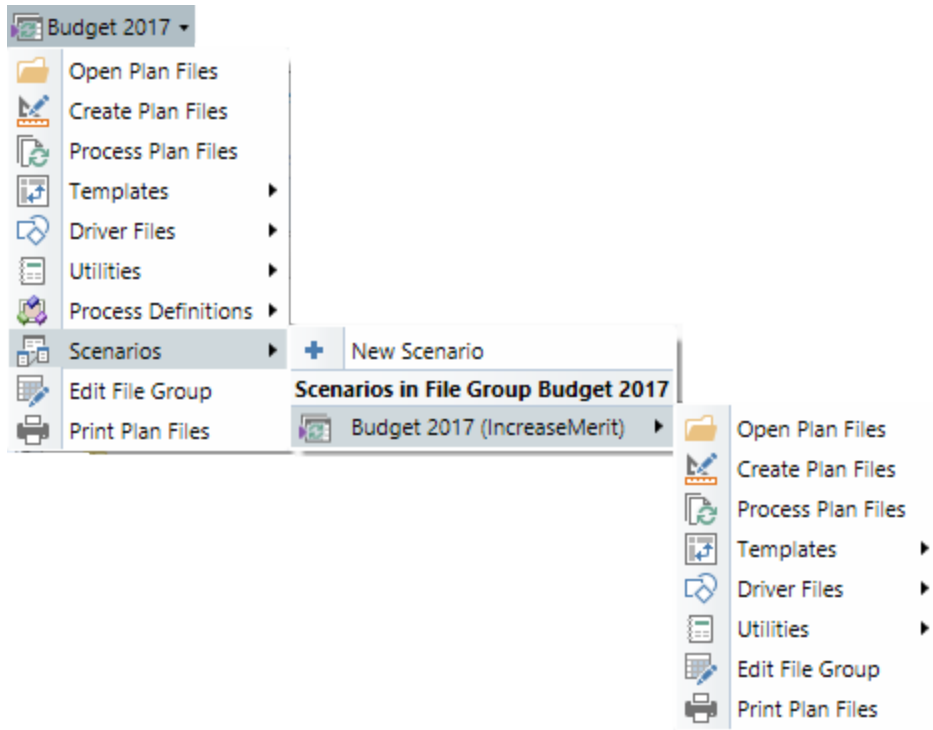 Budget 2017
Open Plan Files
Create Plan Files
Process Plan Files
Templates
Driver Files
Utilities
Process Definitions
Scenarios
Edit File Group
Print Plan Files
New Scenario
Scenarios in File Group Budget 2017
Budget 2017 (IncreaseMerit)
Open Plan Files
Create Plan Files
Process Plan Files
Templates
Driver Files
Utilities
Edit File Group
Print Plan Files